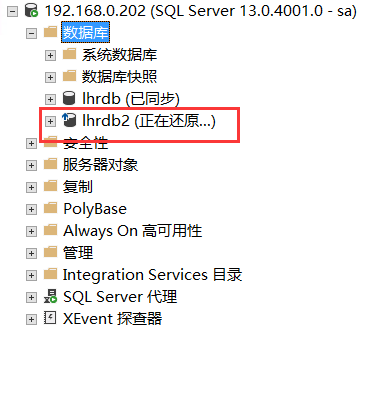 192.168.0.202 (SQL Server 13.0.4001.0 - sa)
数据库
系统数据库
数据库快照
lhrdb (已同步)
lhrdb2 (正在还原...)
安全性
服务器对象
复制
PolyBase
Always On 高可用性
管理
Integration Services 目录
SQL Server 代理
XEvent 探查器